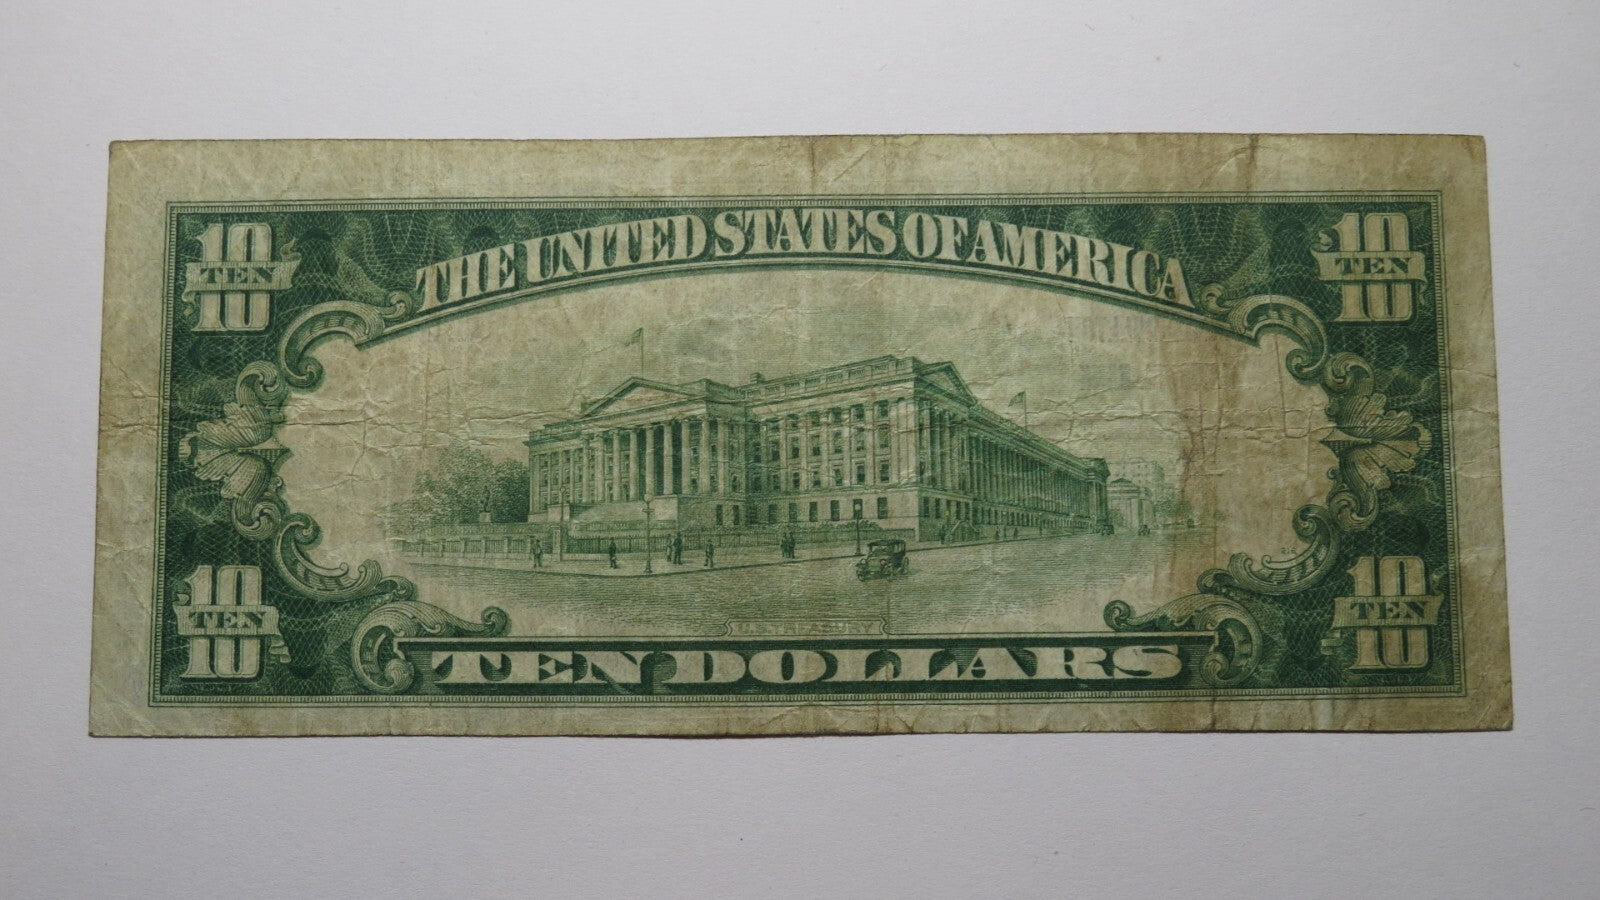 10 TEN 10
THE UNITED STATES OF AMERICA
10 TEN 10
U.S. TREASURY
10 TEN 10
TEN DOLLARS
10 TEN 10